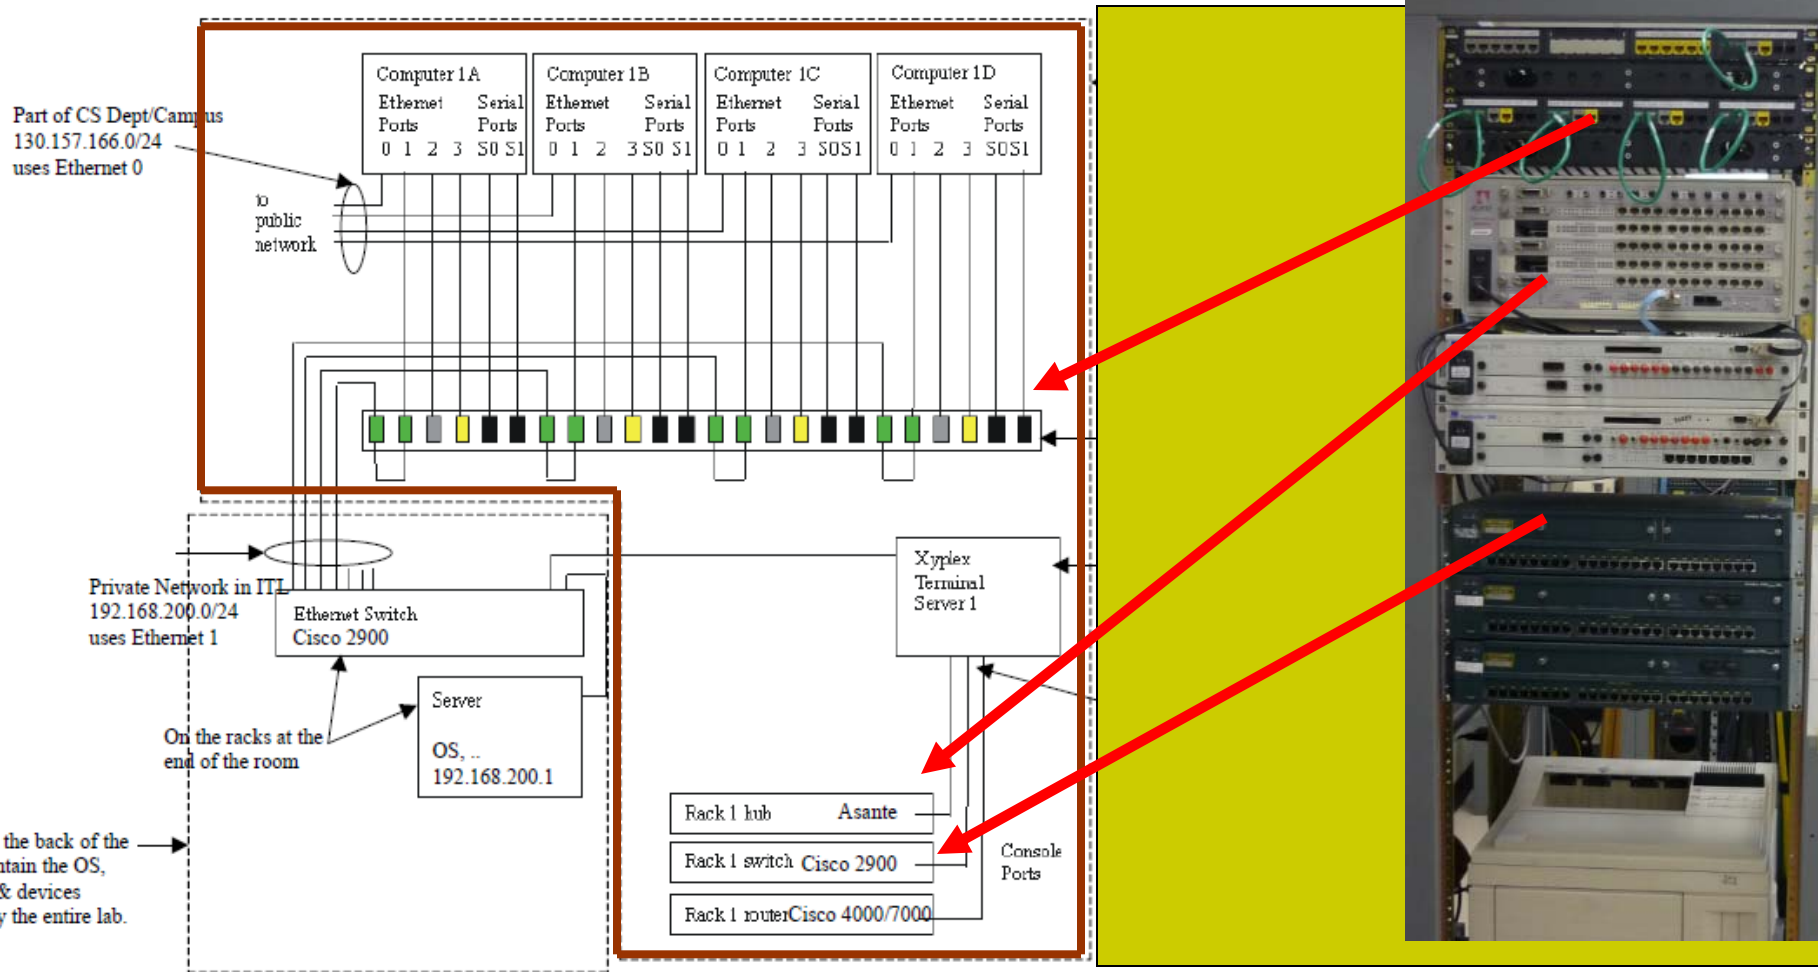 Computer 1A
Ethernet Serial
Ports Ports
0 1 2 3 S0 S1
Computer 1B
Ethernet Serial
Ports Ports
0 1 2 3 S0 S1
Computer 1C
Ethernet Serial
Ports Ports
0 1 2 3 S0 S1
Computer 1D
Ethernet Serial
Ports Ports
0 1 2 3 S0 S1
Part of CS Dept/Campus
130.157.166.0/24
uses Ethernet 0
to
public
network
Private Network in ITL
192.168.200.0/24
uses Ethernet 1
Ethernet Switch
Cisco 2900
Xyplex
Terminal
Server 1
Server
OS, ..
192.168.200.1
On the racks at the
end of the room
the back of the
ntain the OS,
& devices
y the entire lab.
Rack 1 hub Asante
Rack 1 switch Cisco 2900
Rack 1 router Cisco 4000/7000
Console
Ports